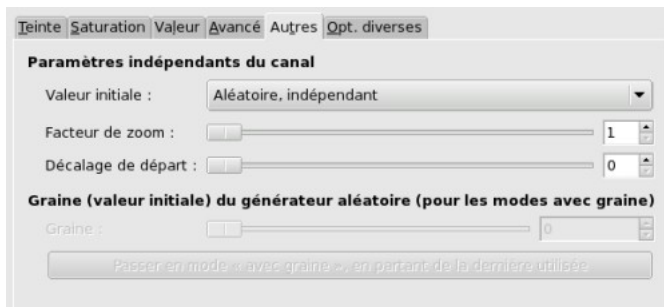 Teinte Saturation Valeur Avancé Autres Opt. diverses
Paramètres indépendants du canal
Valeur initiale : Aléatoire, indépendant
Facteur de zoom : 1
Décalage de départ : 0
Graine (valeur initiale) du générateur aléatoire (pour les modes avec graine)
Graine : 0
Passer en mode « avec graine », en partant de la dernière utilisée